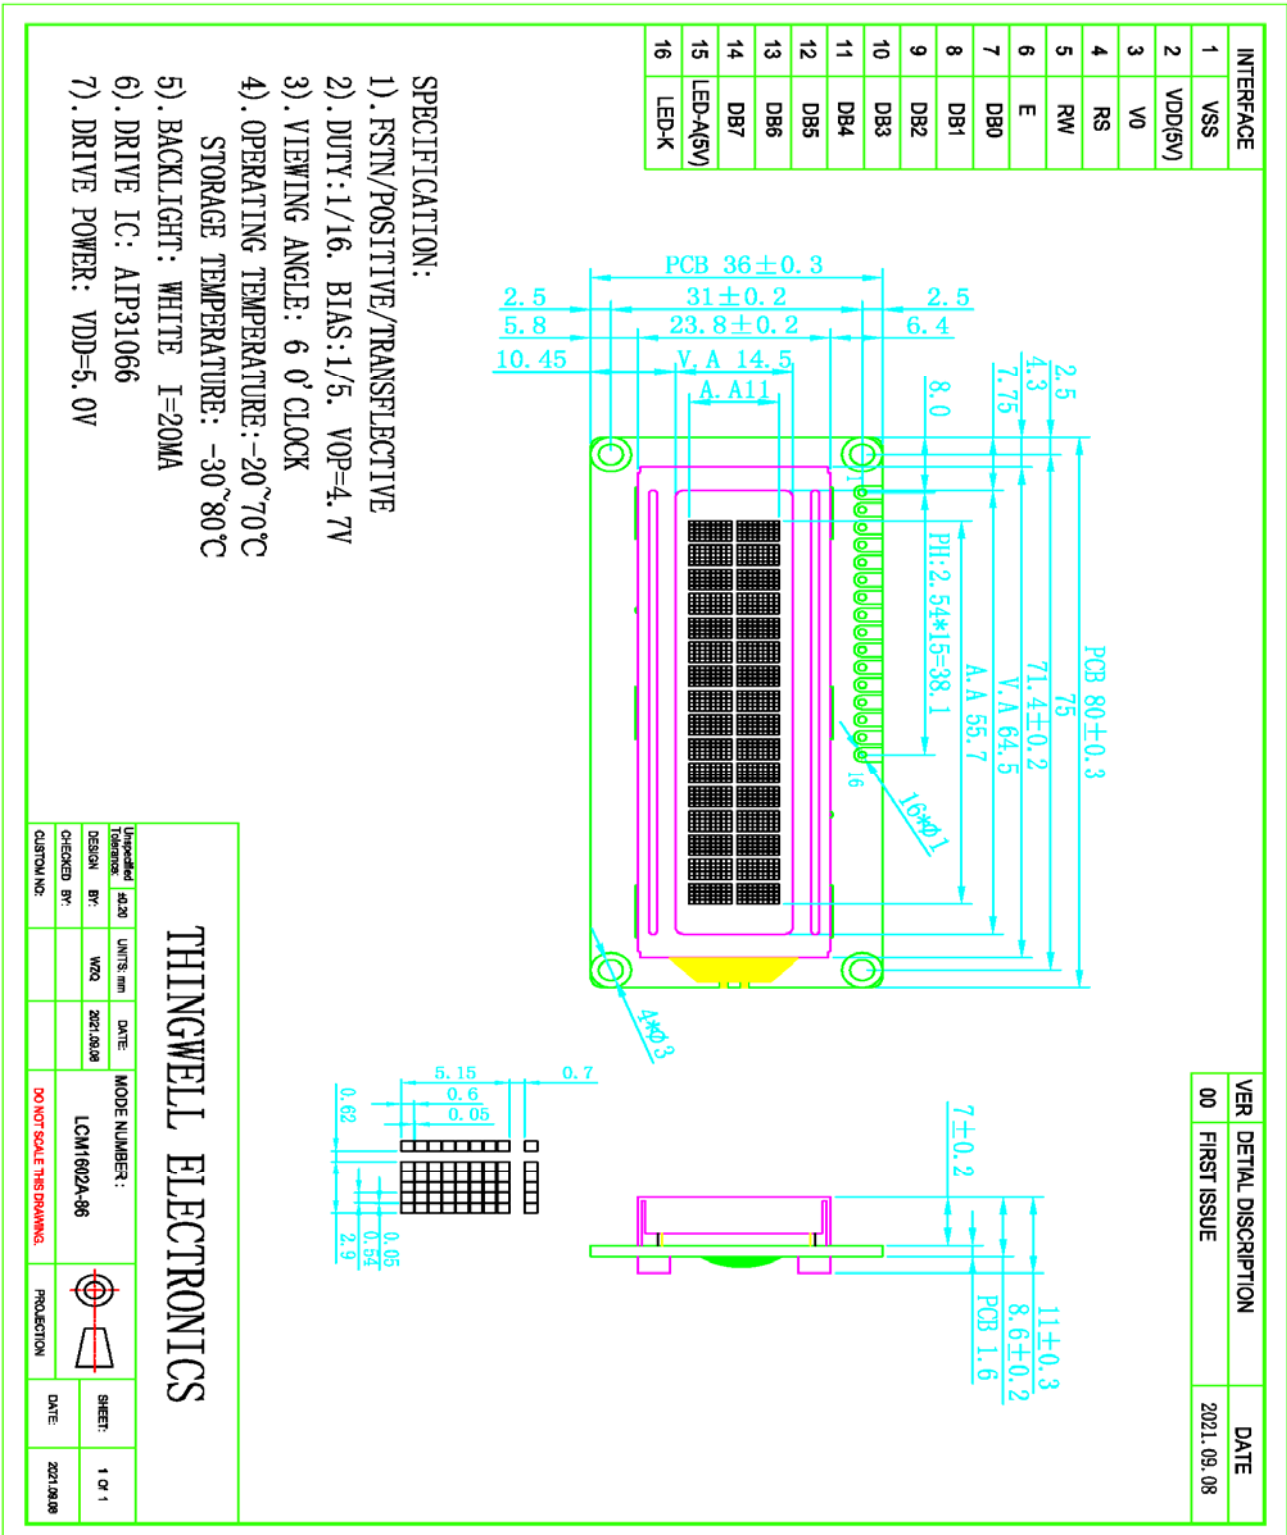 INTERFACE
1 VSS
2 VDD(5V)
3 V0
4 RS
5 RW
6 E
7 DB0
8 DB1
9 DB2
10 DB3
11 DB4
12 DB5
13 DB6
14 DB7
15 LED-A(5V)
16 LED-K
VER DETIAL DISCRIPTION DATE
00 FIRST ISSUE 2021.09.08
PCB 80±0.3
75
71.4±0.2
V.A 64.5
A.A 55.7
PH:2.54*15=38.1
2.5
4.3
7.75
8.0
16*Φ1
1
16
PCB 36±0.3
31±0.2
23.8±0.2
V.A 14.5
A.A11
2.5
5.8
10.45
2.5
6.4
4*Φ3
11±0.3
8.6±0.2
PCB 1.6
7±0.2
5.15
0.6
0.05
0.7
0.62
0.05
0.54
2.9
SPECIFICATION:
1).FSTN/POSITIVE/TRANSFLECTIVE
2).DUTY:1/16. BIAS:1/5. VOP=4.7V
3).VIEWING ANGLE: 6 O'CLOCK
4).OPERATING TEMPERATURE:-20~70℃
STORAGE TEMPERATURE: -30~80℃
5).BACKLIGHT: WHITE I=20MA
6).DRIVE IC: AIP31066
7).DRIVE POWER: VDD=5.0V
THINGWELL ELECTRONICS
Unspecified Tolerance: ±0.20 UNITS: mm DATE:
DESIGN BY: WZQ 2021.09.08
CHECKED BY:
CUSTOM NO:
MODE NUMBER :
LCM1602A-86
DO NOT SCALE THIS DRAWING.
PROJECTION
SHEET: 1 Of 1
DATE: 2021.09.08